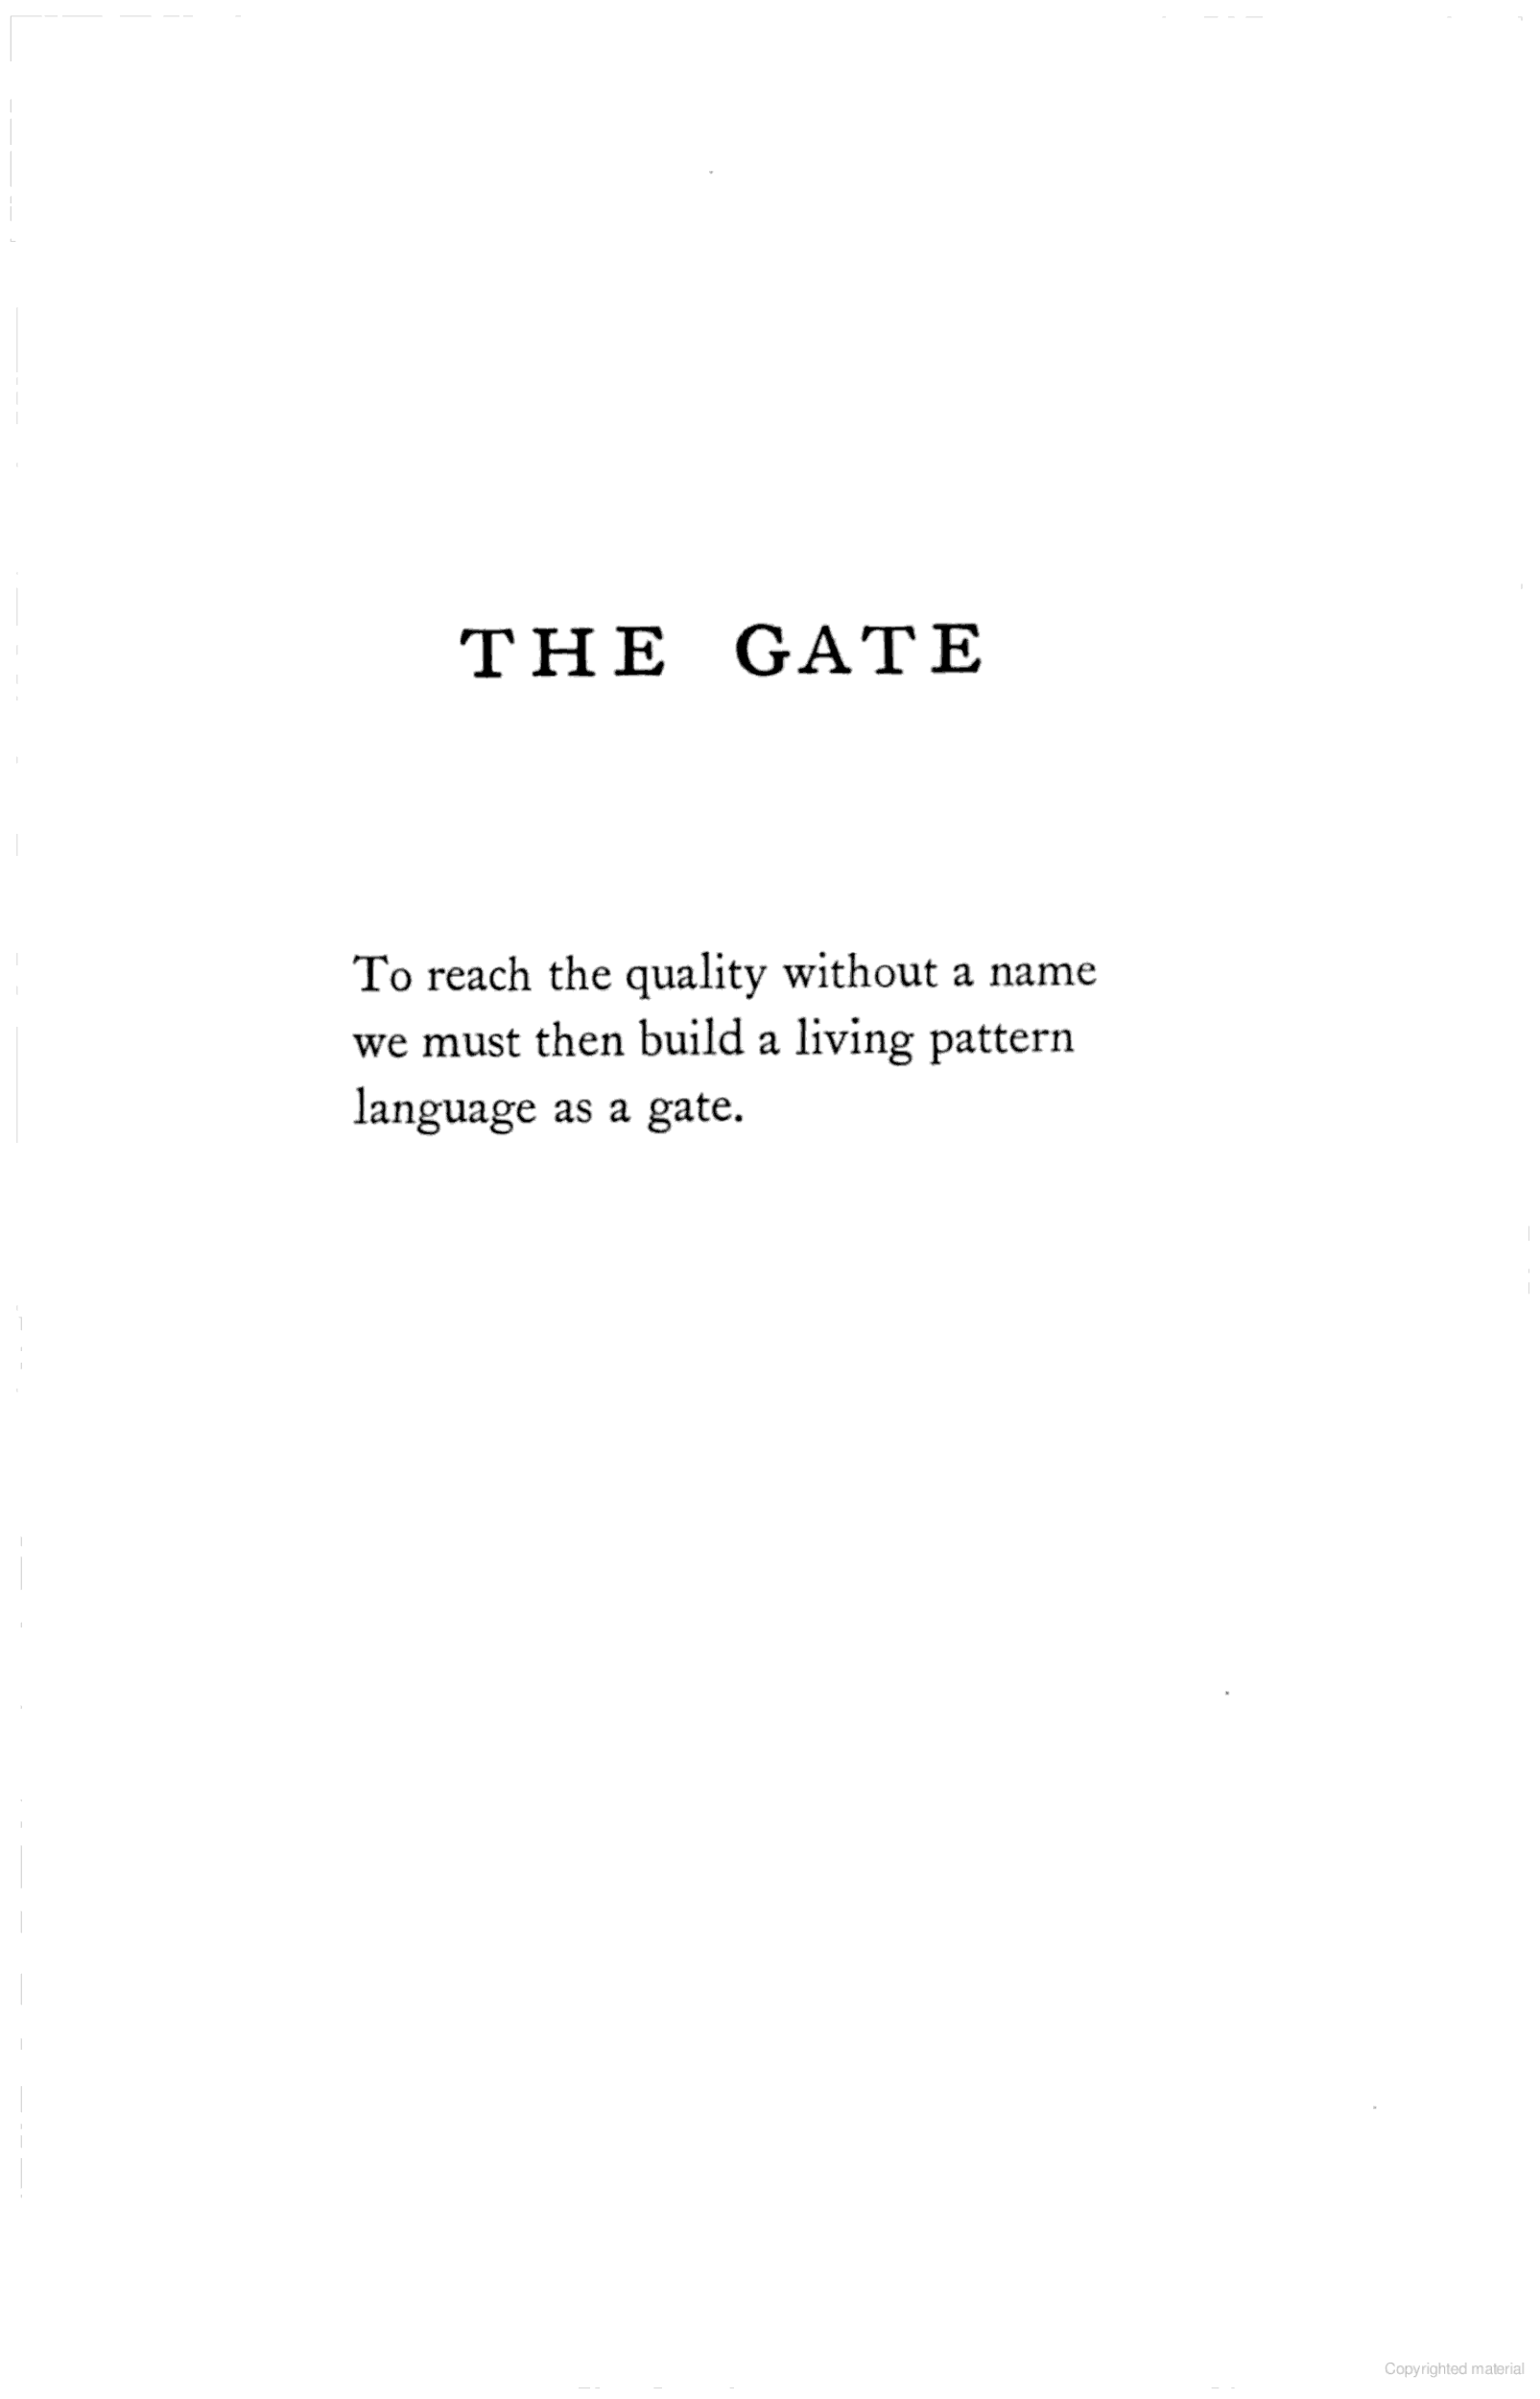 THE GATE
To reach the quality without a name
we must then build a living pattern
language as a gate.
Copyrighted material